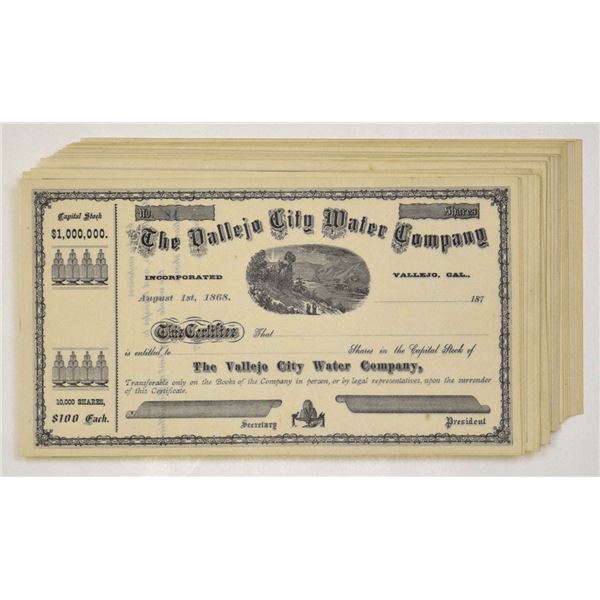 No. 81 Shares
Capital Stock
$1,000,000.
The Vallejo City Water Company
INCORPORATED VALLEJO, CAL.,
August 1st, 1868. 187
This Certifies That
is entitled to Shares in the Capital Stock of
The Vallejo City Water Company,
Transferable only on the Books of the Company in person, or by legal representatives, upon the surrender
of this Certificate.
10,000 SHARES,
$100 Each.
Secretary President